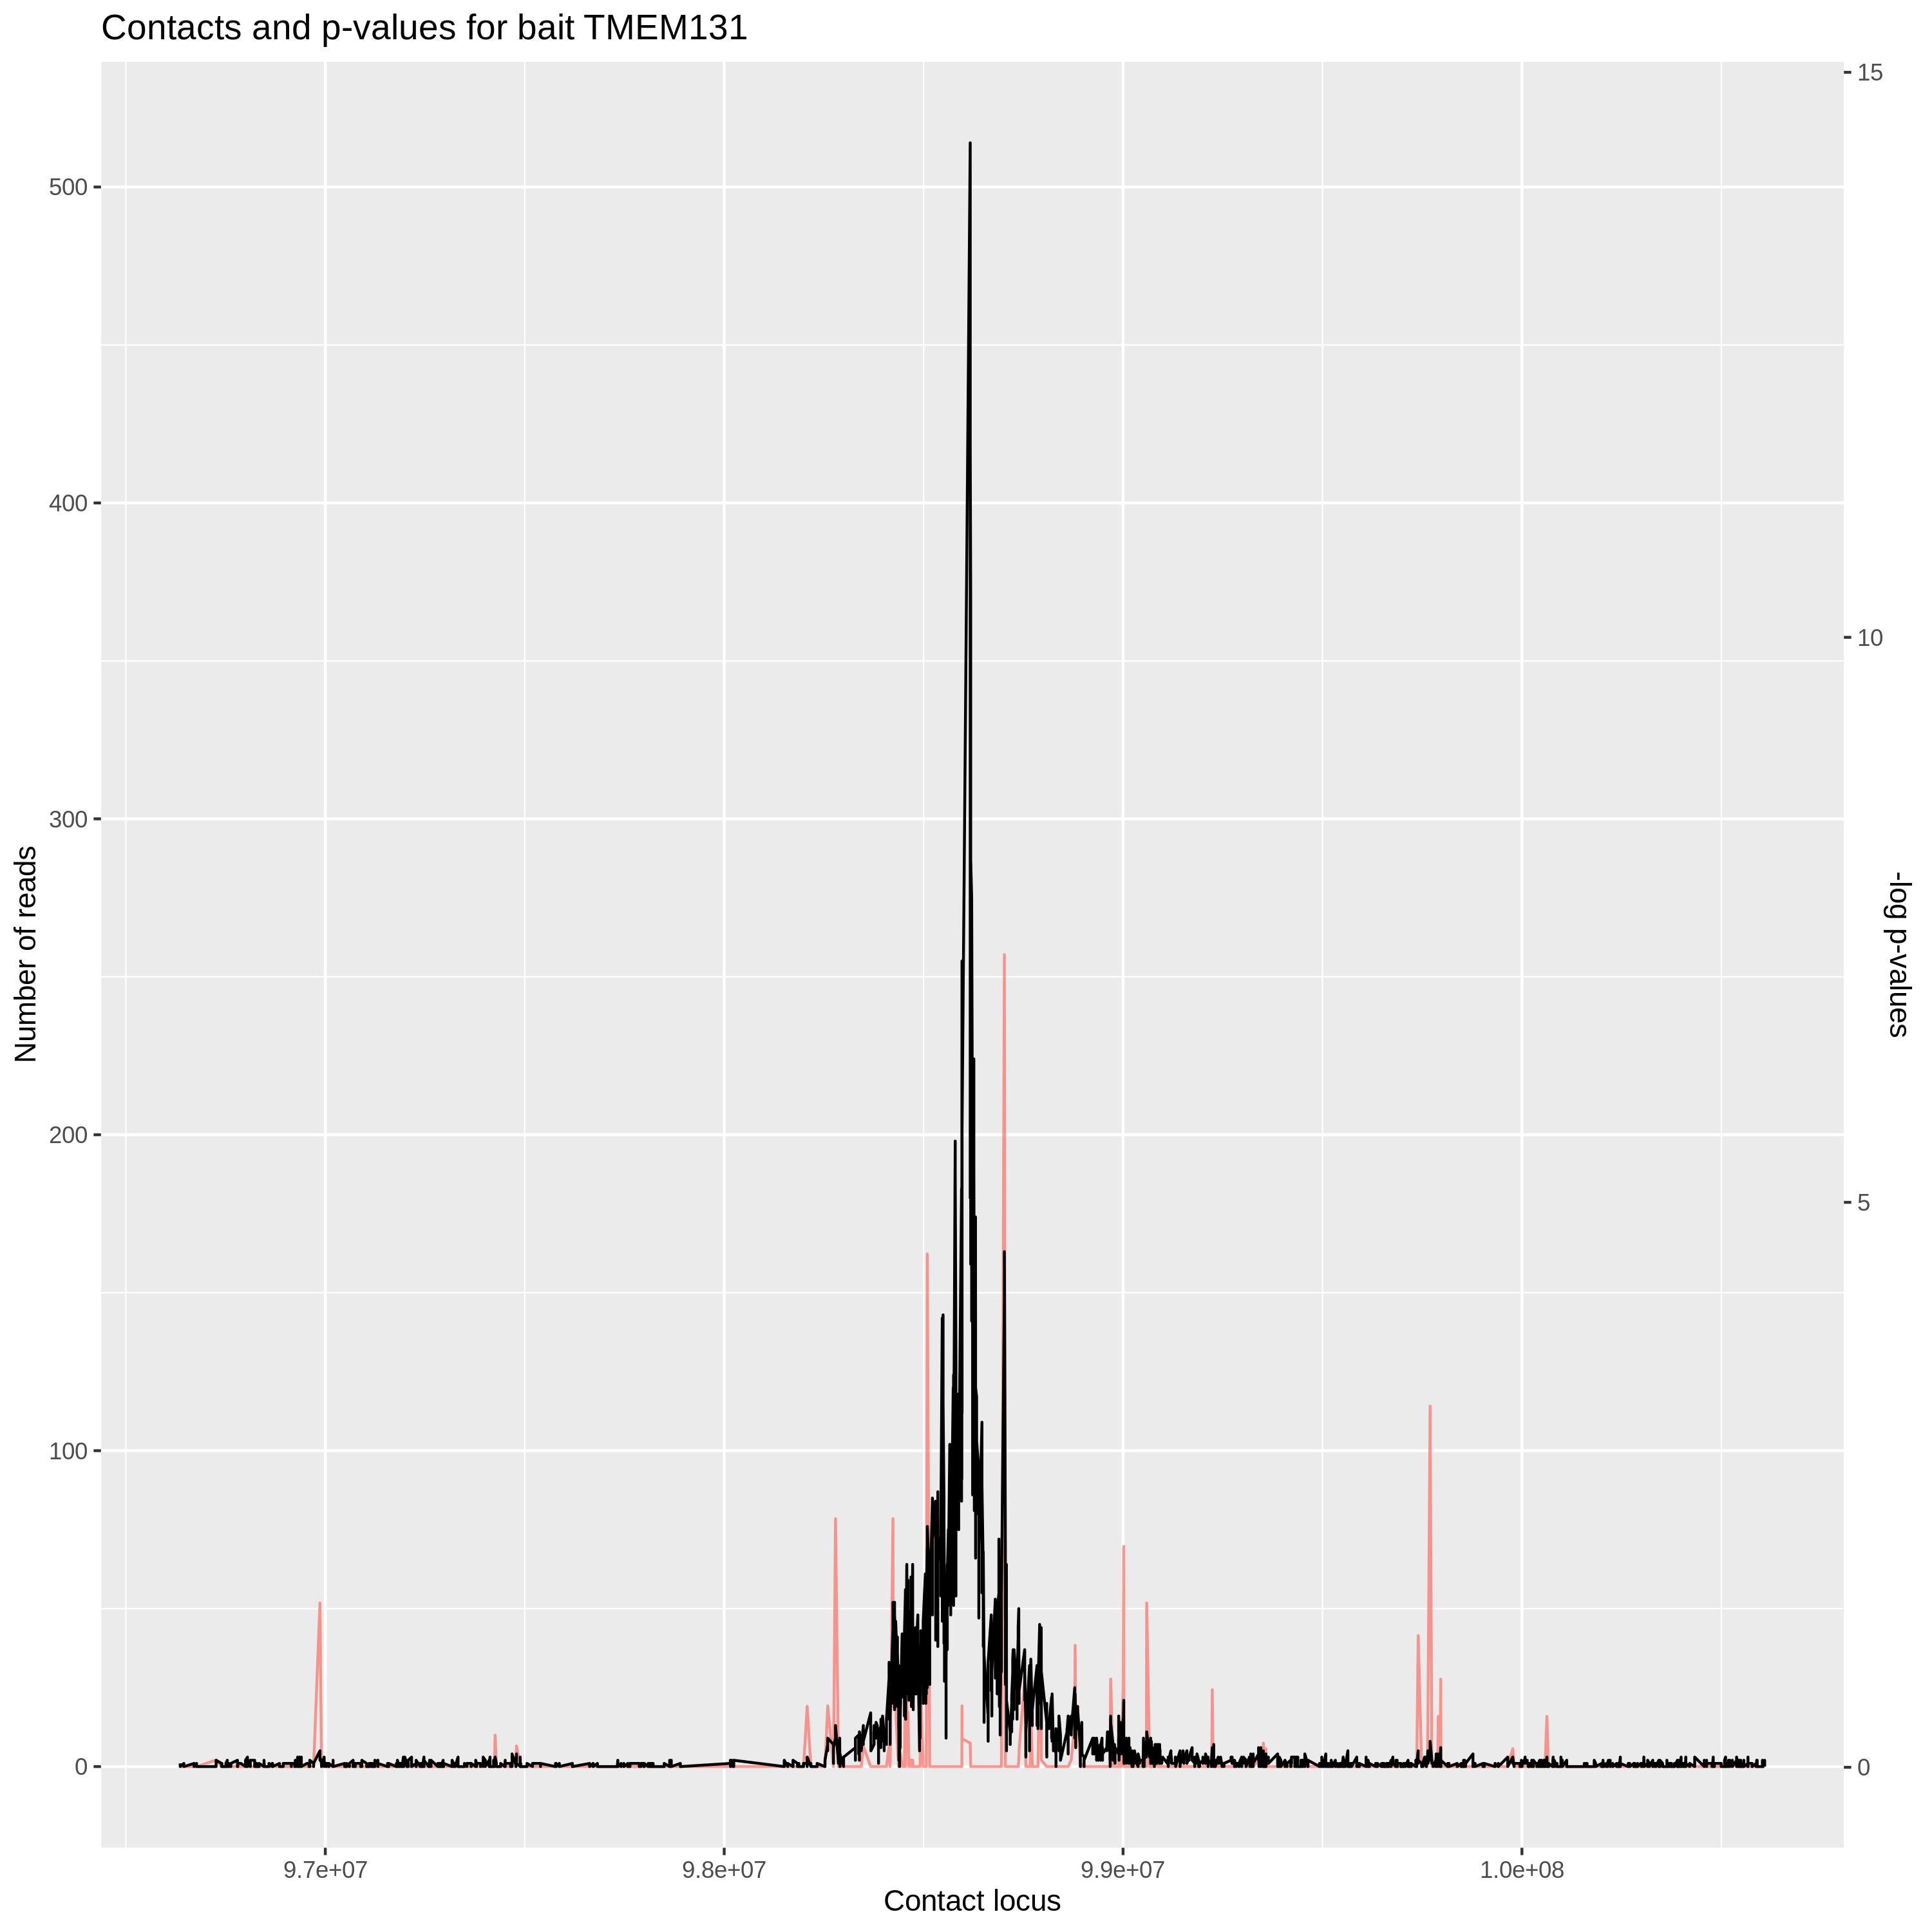 Contacts and p-values for bait TMEM131
15
500
400
10
300
Number of reads
-log p-values
200
5
100
0
0
9.7e+07
9.8e+07
9.9e+07
1.0e+08
Contact locus